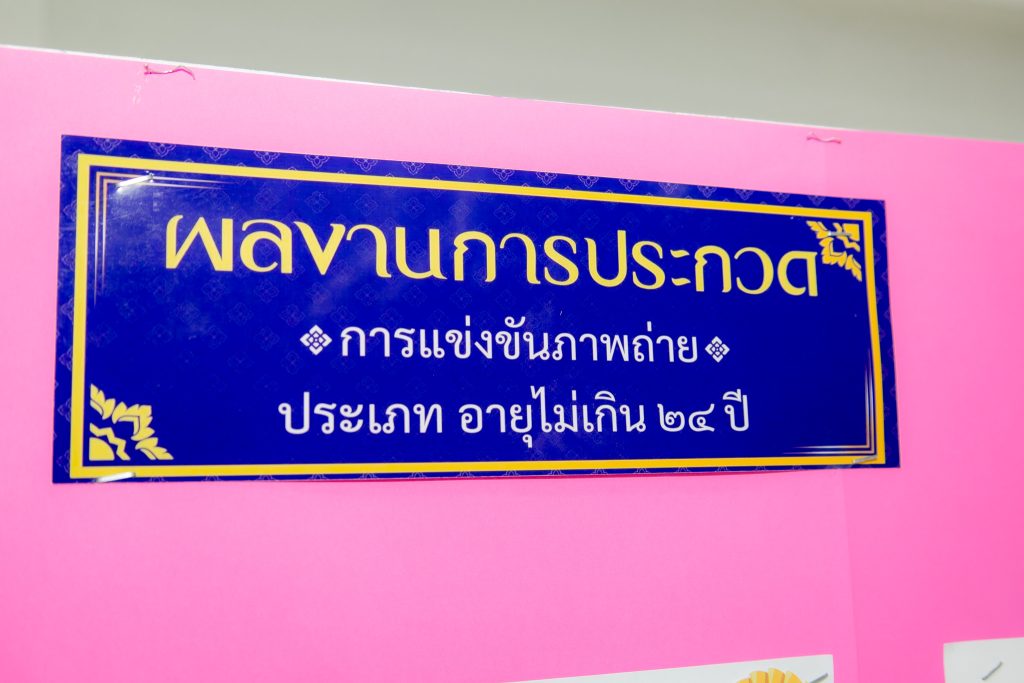 ผลงานการประกวด
การแข่งขันภาพถ่าย
ประเภท อายุไม่เกิน ๒๔ ปี